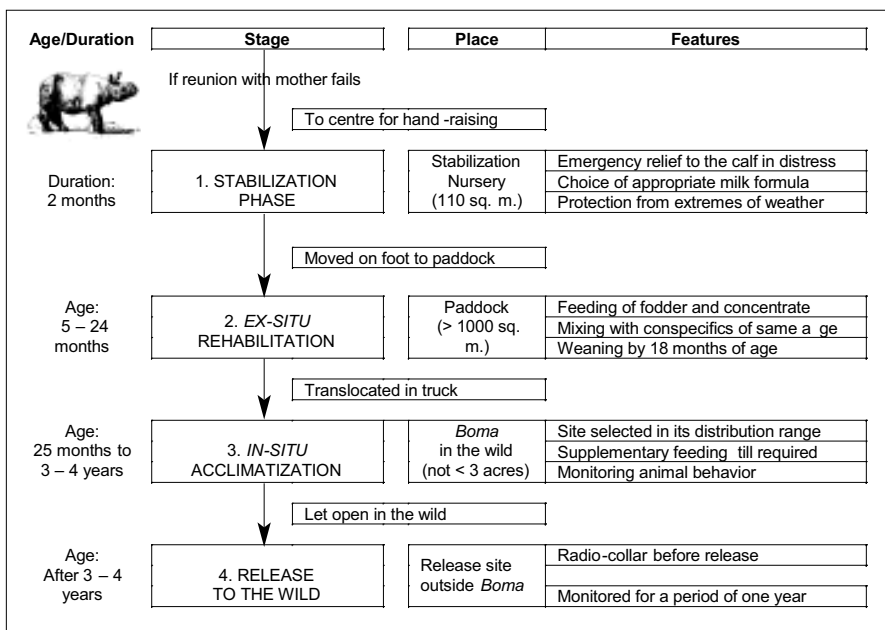 Age/Duration Stage Place Features
If reunion with mother fails
To centre for hand -raising
Duration:
2 months
1. STABILIZATION
PHASE
Stabilization
Nursery
(110 sq. m.)
Emergency relief to the calf in distress
Choice of appropriate milk formula
Protection from extremes of weather
Moved on foot to paddock
Age:
5 – 24
months
2. EX-SITU
REHABILITATION
Paddock
(> 1000 sq.
m.)
Feeding of fodder and concentrate
Mixing with conspecifics of same a ge
Weaning by 18 months of age
Translocated in truck
Age:
25 months to
3 – 4 years
3. IN-SITU
ACCLIMATIZATION
Boma
in the wild
(not < 3 acres)
Site selected in its distribution range
Supplementary feeding till required
Monitoring animal behavior
Let open in the wild
Age:
After 3 – 4
years
4. RELEASE
TO THE WILD
Release site
outside Boma
Radio-collar before release
Monitored for a period of one year